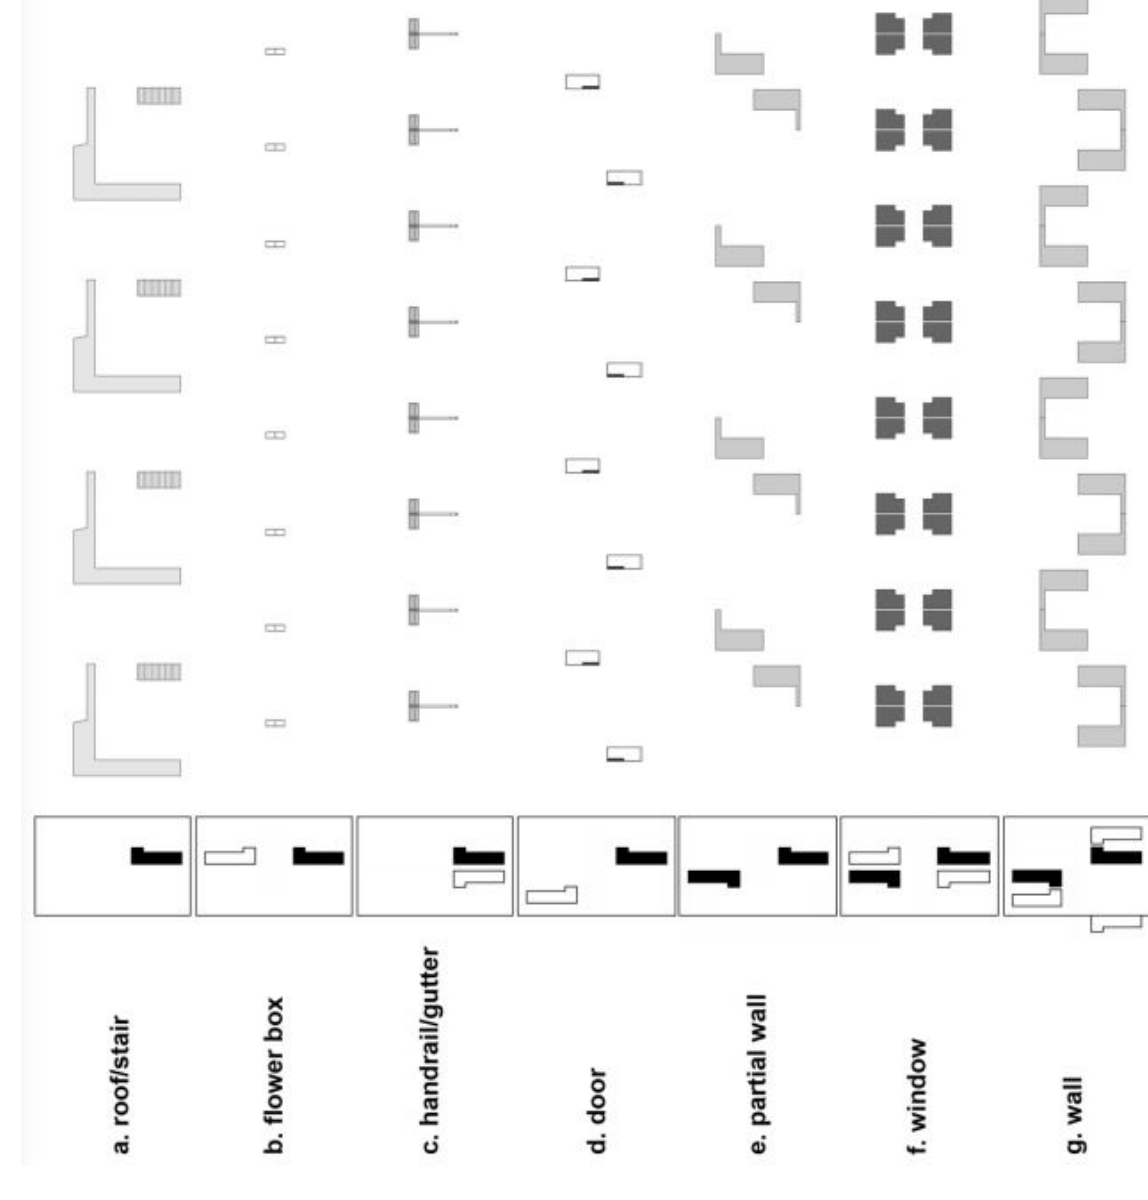 a. roof/stair
b. flower box
c. handrail/gutter
d. door
e. partial wall
f. window
g. wall